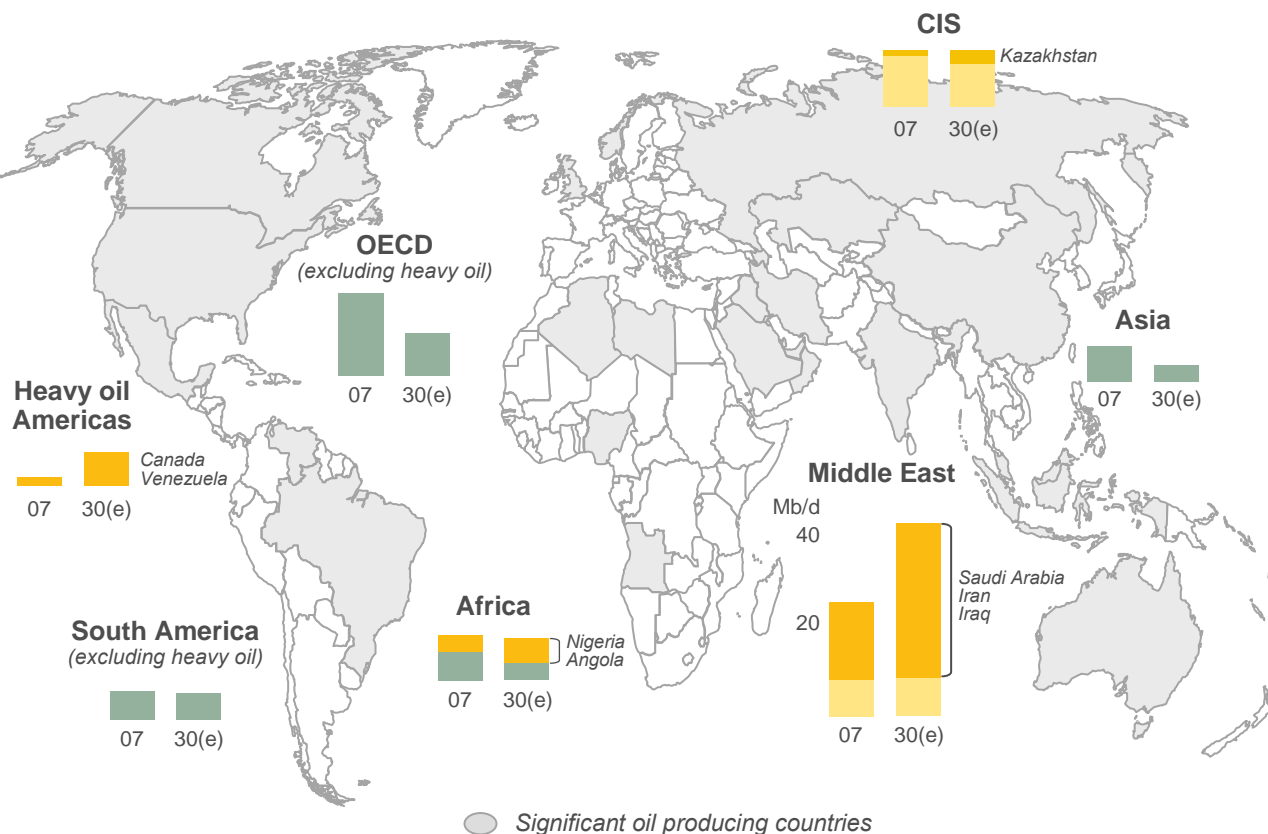 CIS
Kazakhstan
07
30(e)
OECD
(excluding heavy oil)
07
30(e)
Asia
07
30(e)
Heavy oil
Americas
Canada
Venezuela
07
30(e)
Middle East
Mb/d
40
20
Saudi Arabia
Iran
Iraq
07
30(e)
Africa
Nigeria
Angola
07
30(e)
South America
(excluding heavy oil)
07
30(e)
Significant oil producing countries